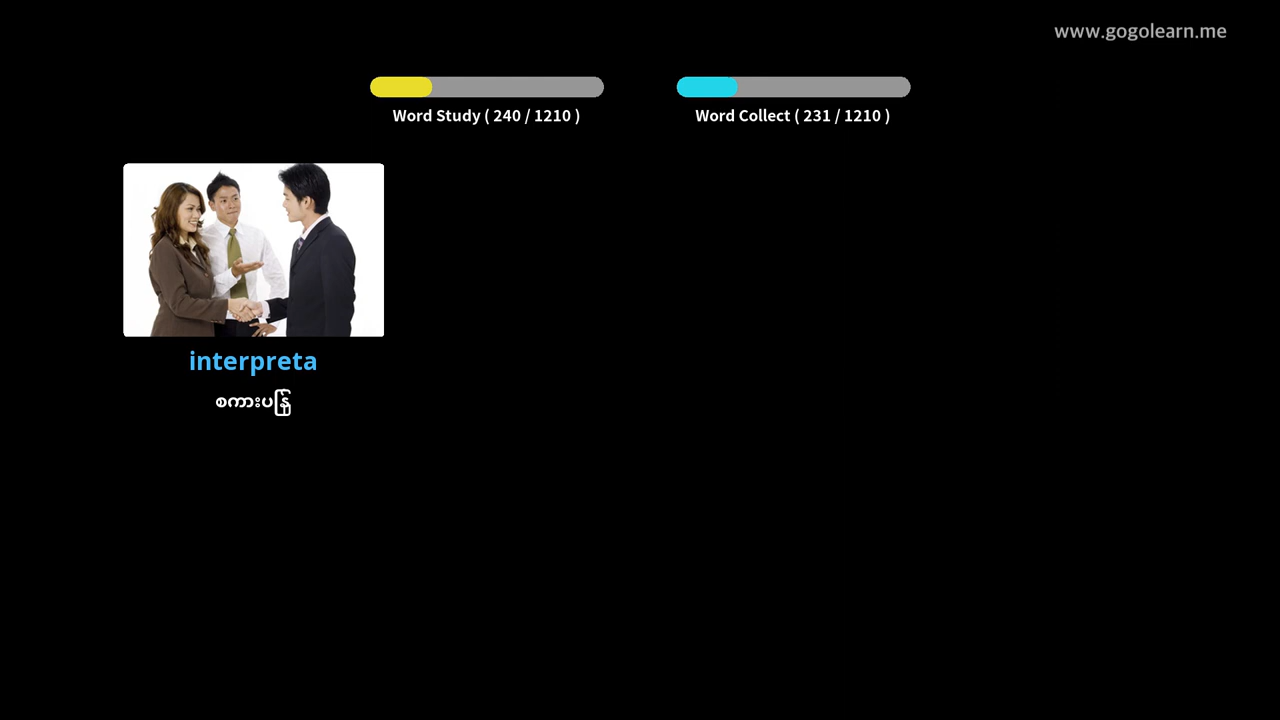 www.gogolearn.me
Word Study ( 240 / 1210 )
Word Collect ( 231 / 1210 )
interpreta
စကားပြန်